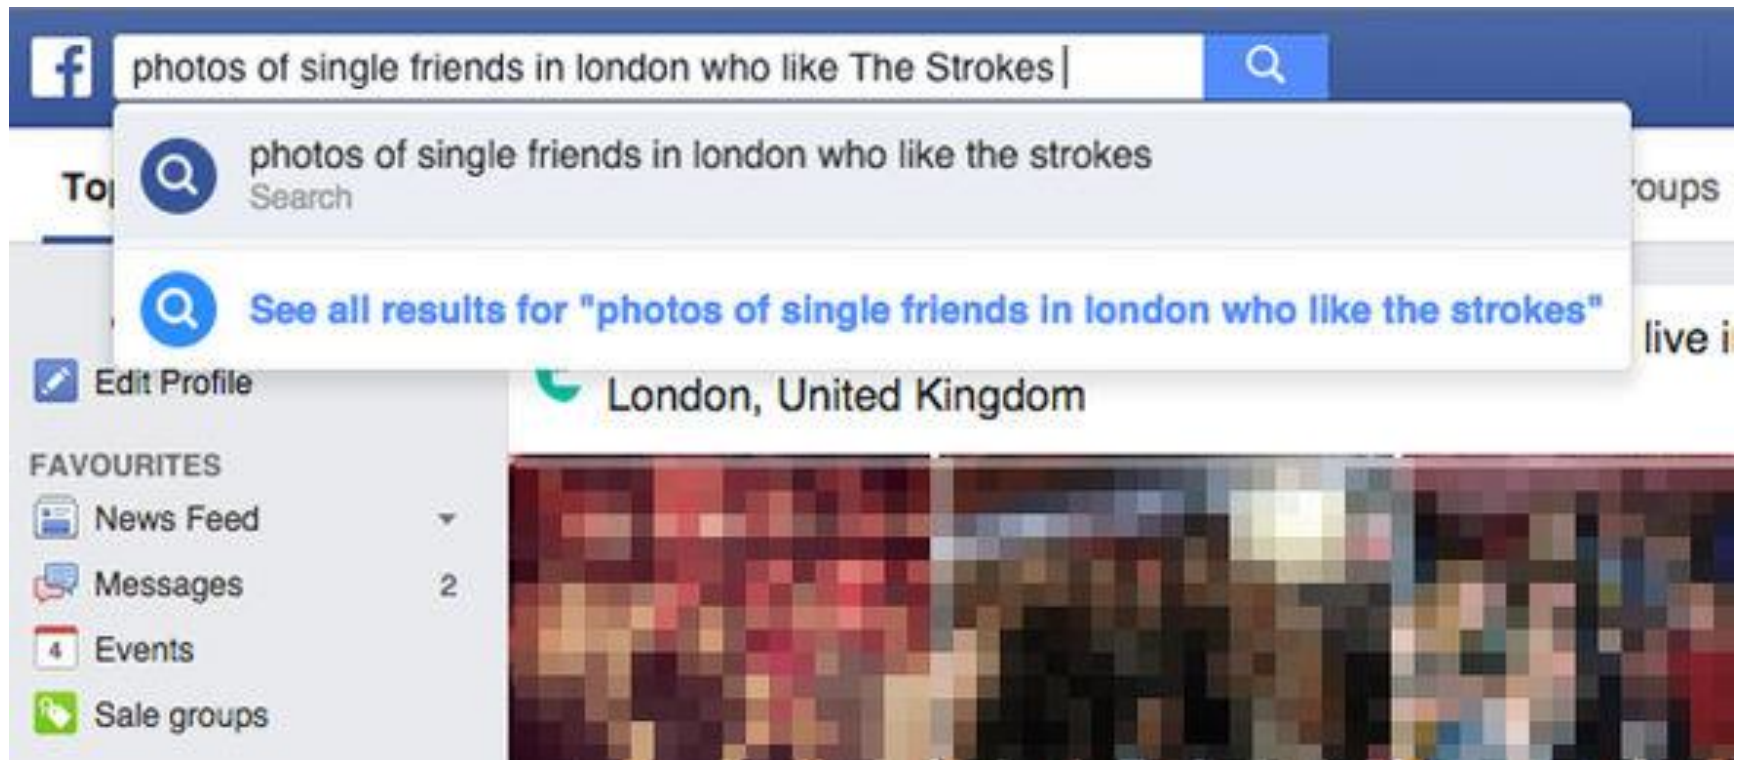 f
photos of single friends in london who like The Strokes
photos of single friends in london who like the strokes
Search
See all results for "photos of single friends in london who like the strokes"
live
London, United Kingdom
Edit Profile
FAVOURITES
News Feed
Messages 2
4 Events
Sale groups